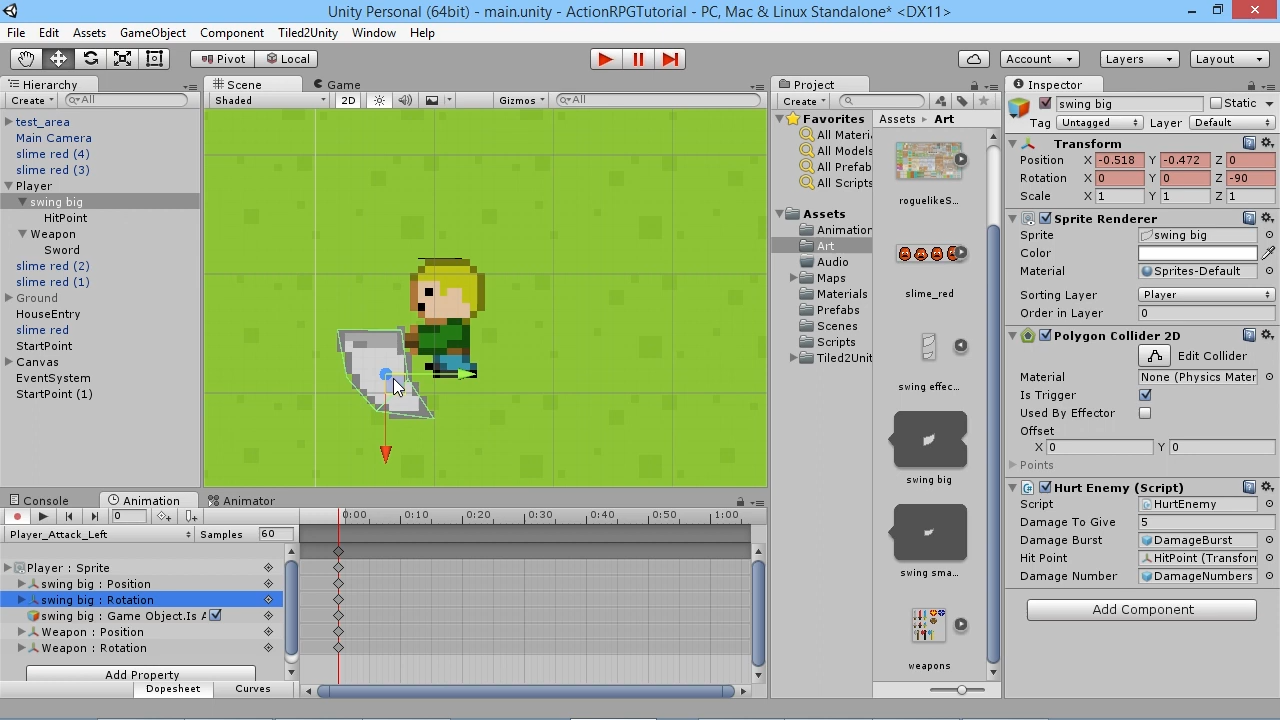 Unity Personal (64bit) - main.unity - ActionRPGTutorial - PC, Mac & Linux Standalone* <DX11>
File Edit Assets GameObject Component Tiled2Unity Window Help
Pivot Local Account Layers Layout
Hierarchy
Create All
test_area
Main Camera
slime red (4)
slime red (3)
Player
swing big
HitPoint
Weapon
Sword
slime red (2)
slime red (1)
Ground
HouseEntry
slime red
StartPoint
Canvas
EventSystem
StartPoint (1)
Scene Game
Shaded 2D Gizmos All
Project
Create
Favorites
All Materi
All Models
All Prefab
All Scripts
Assets
Animation
Art
Audio
Maps
Materials
Prefabs
Scenes
Scripts
Tiled2Unit
Assets Art
roguelikeS...
slime_red
swing effec...
swing big
swing sma...
weapons
Inspector
swing big Static
Tag Untagged Layer Default
Transform
Position X -0.518 Y -0.472 Z 0
Rotation X 0 Y 0 Z -90
Scale X 1 Y 1 Z 1
Sprite Renderer
Sprite swing big
Color
Material Sprites-Default
Sorting Layer Player
Order in Layer 0
Polygon Collider 2D
Edit Collider
Material None (Physics Mater
Is Trigger
Used By Effector
Offset
X 0 Y 0
Points
Hurt Enemy (Script)
Script HurtEnemy
Damage To Give 5
Damage Burst DamageBurst
Hit Point HitPoint (Transfor
Damage Number DamageNumbers
Add Component
Console Animation Animator
0 0:00 0:10 0:20 0:30 0:40 0:50 1:00
Player_Attack_Left Samples 60
Player : Sprite
swing big : Position
swing big : Rotation
swing big : Game Object.Is A
Weapon : Position
Weapon : Rotation
Add Property
Dopesheet Curves